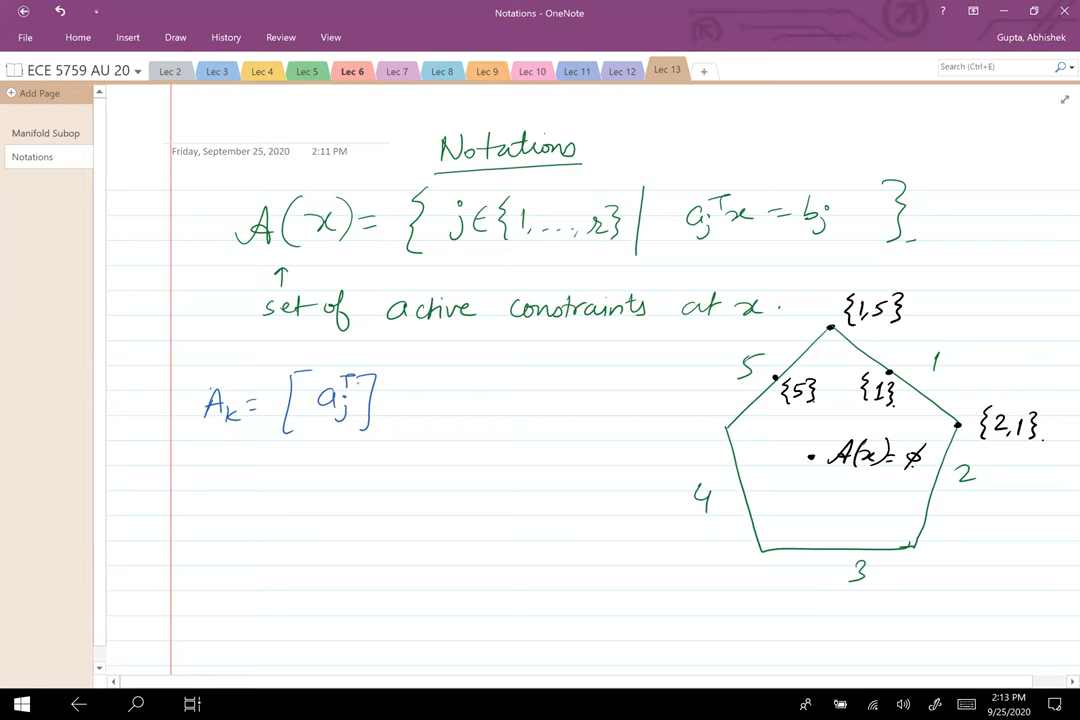 Notations - OneNote
Gupta, Abhishek
File Home Insert Draw History Review View
ECE 5759 AU 20 Lec 2 Lec 3 Lec 4 Lec 5 Lec 6 Lec 7 Lec 8 Lec 9 Lec 10 Lec 11 Lec 12 Lec 13 + Search (Ctrl+E)
Add Page
Manifold Subop
Notations
Friday, September 25, 2020 2:11 PM
Notations
A(x) = { j ∈ {1, ..., r} | a_j^T x = b_j }
↑
set of active constraints at x.
{1,5}
5
1
{5}
{1}
A_k = [ a_j^T ]
{2,1}.
A(x) = ϕ
2
4
3
2:13 PM
9/25/2020